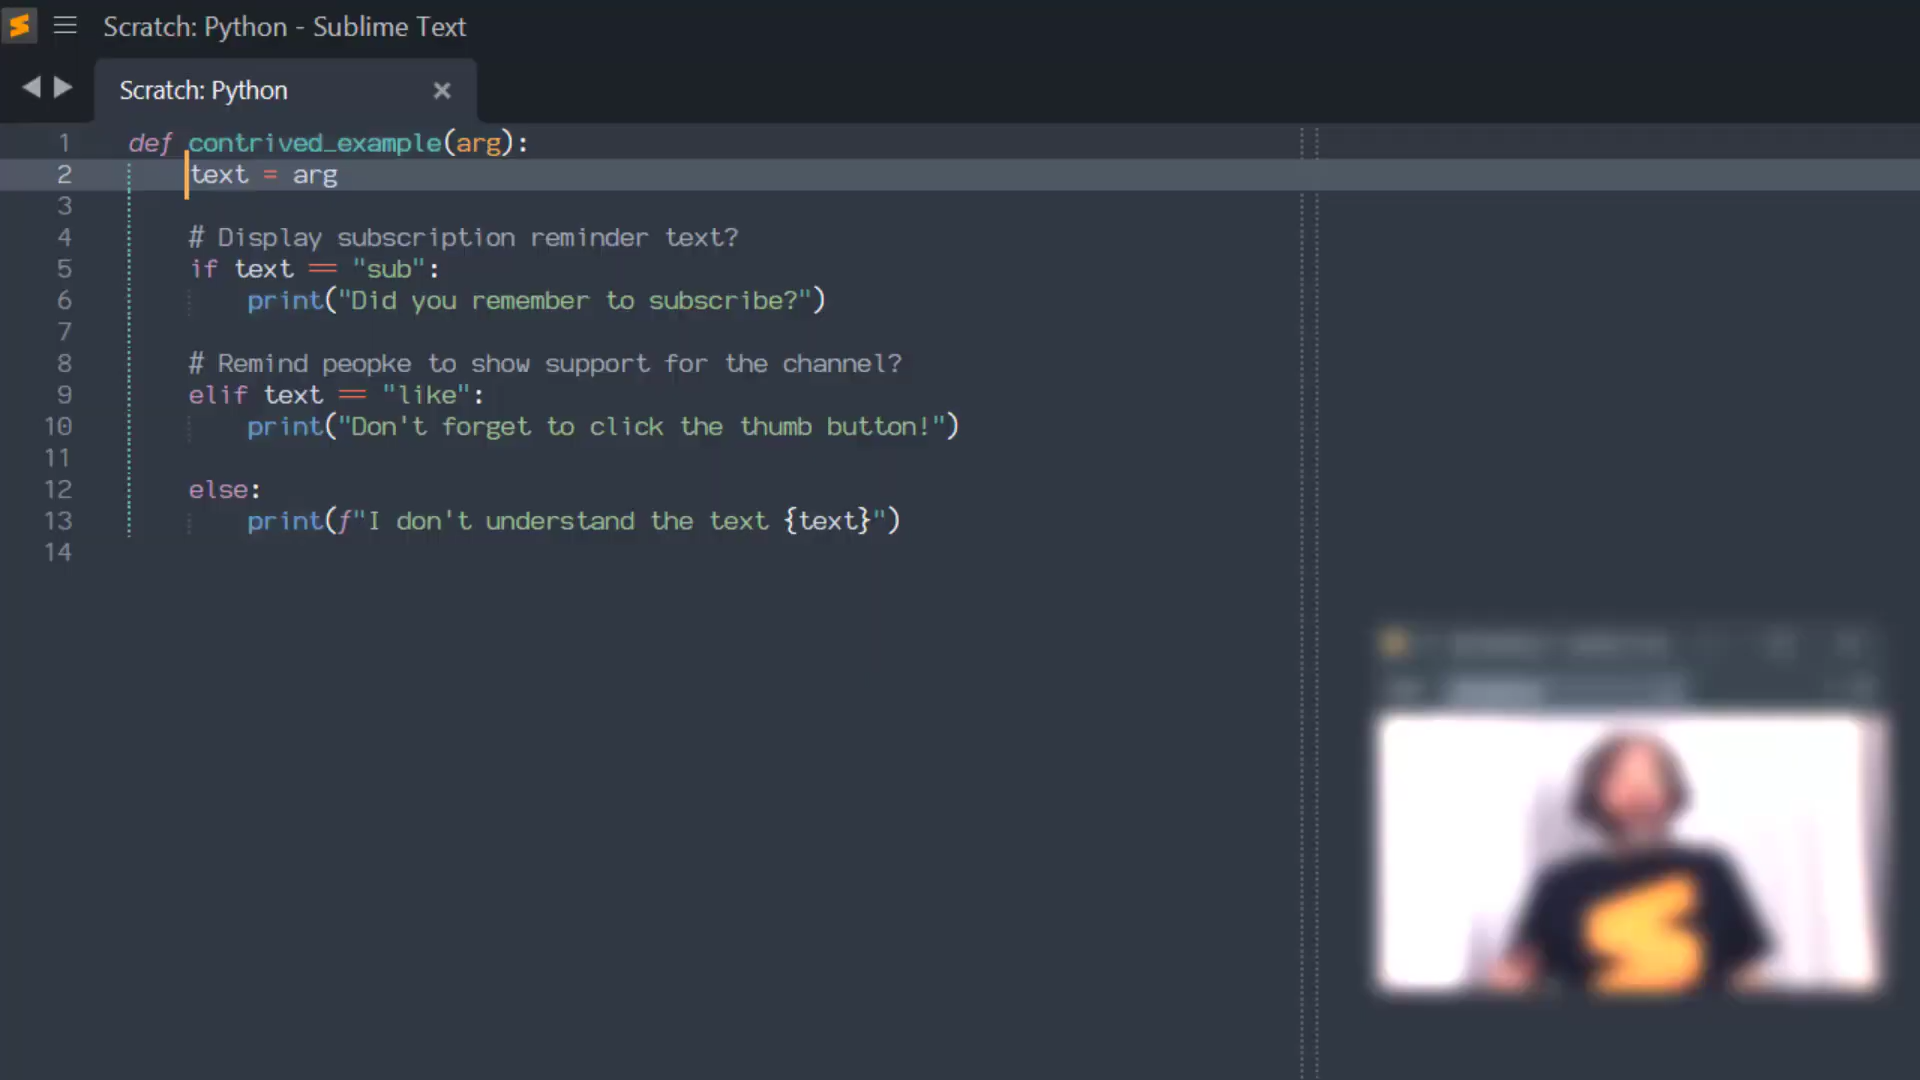 Scratch: Python - Sublime Text
Scratch: Python
1 def contrived_example(arg):
2 text = arg
3
4 # Display subscription reminder text?
5 if text == "sub":
6 print("Did you remember to subscribe?")
7
8 # Remind peopke to show support for the channel?
9 elif text == "like":
10 print("Don't forget to click the thumb button!")
11
12 else:
13 print(f"I don't understand the text {text}")
14